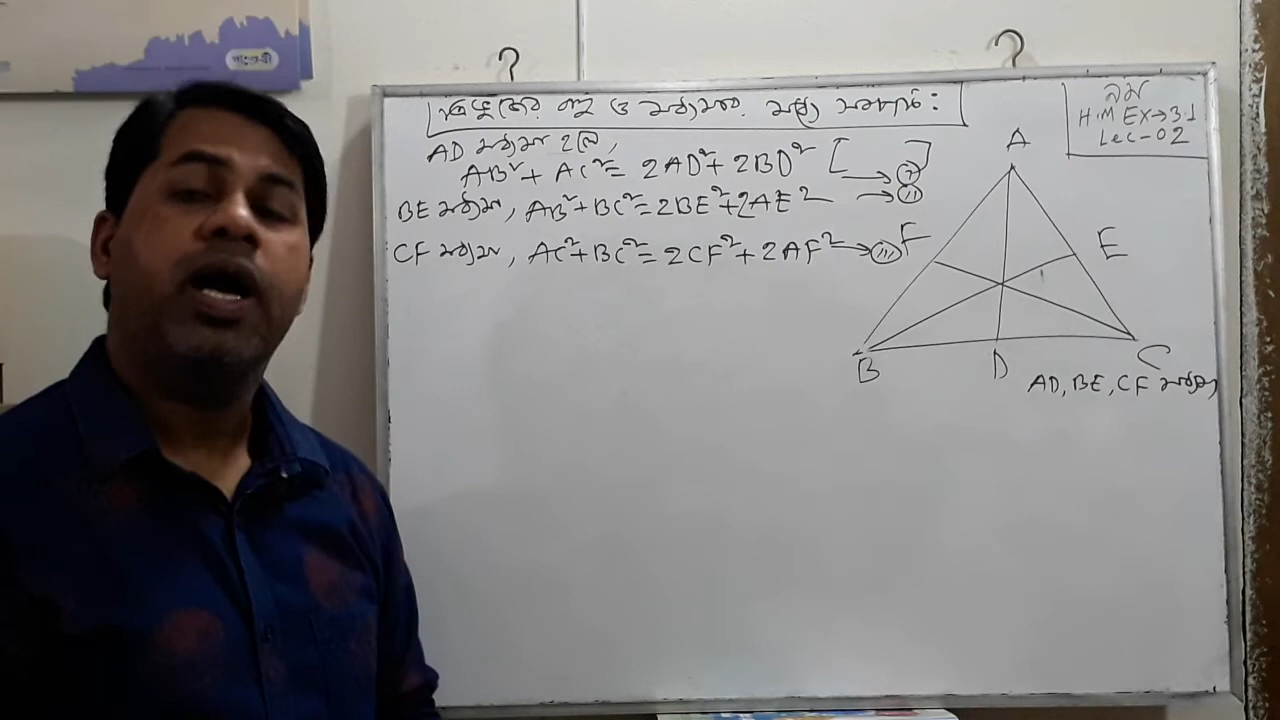 পাঞ্জেরী
ত্রিভুজের বাহু ও মধ্যমার মধ্যে সম্পর্ক :
নবম
H.M EX→3.1
Lec-02
AD মধ্যমা হলে,
AB²+ AC²= 2AD²+ 2BD² [ ] → (i)
BE মধ্যমা, AB²+BC²=2BE²+2AE² → (ii)
CF মধ্যমা, AC²+BC²=2CF²+2AF² → (iii)
A
F
E
B
D
C
AD, BE, CF মধ্যমা